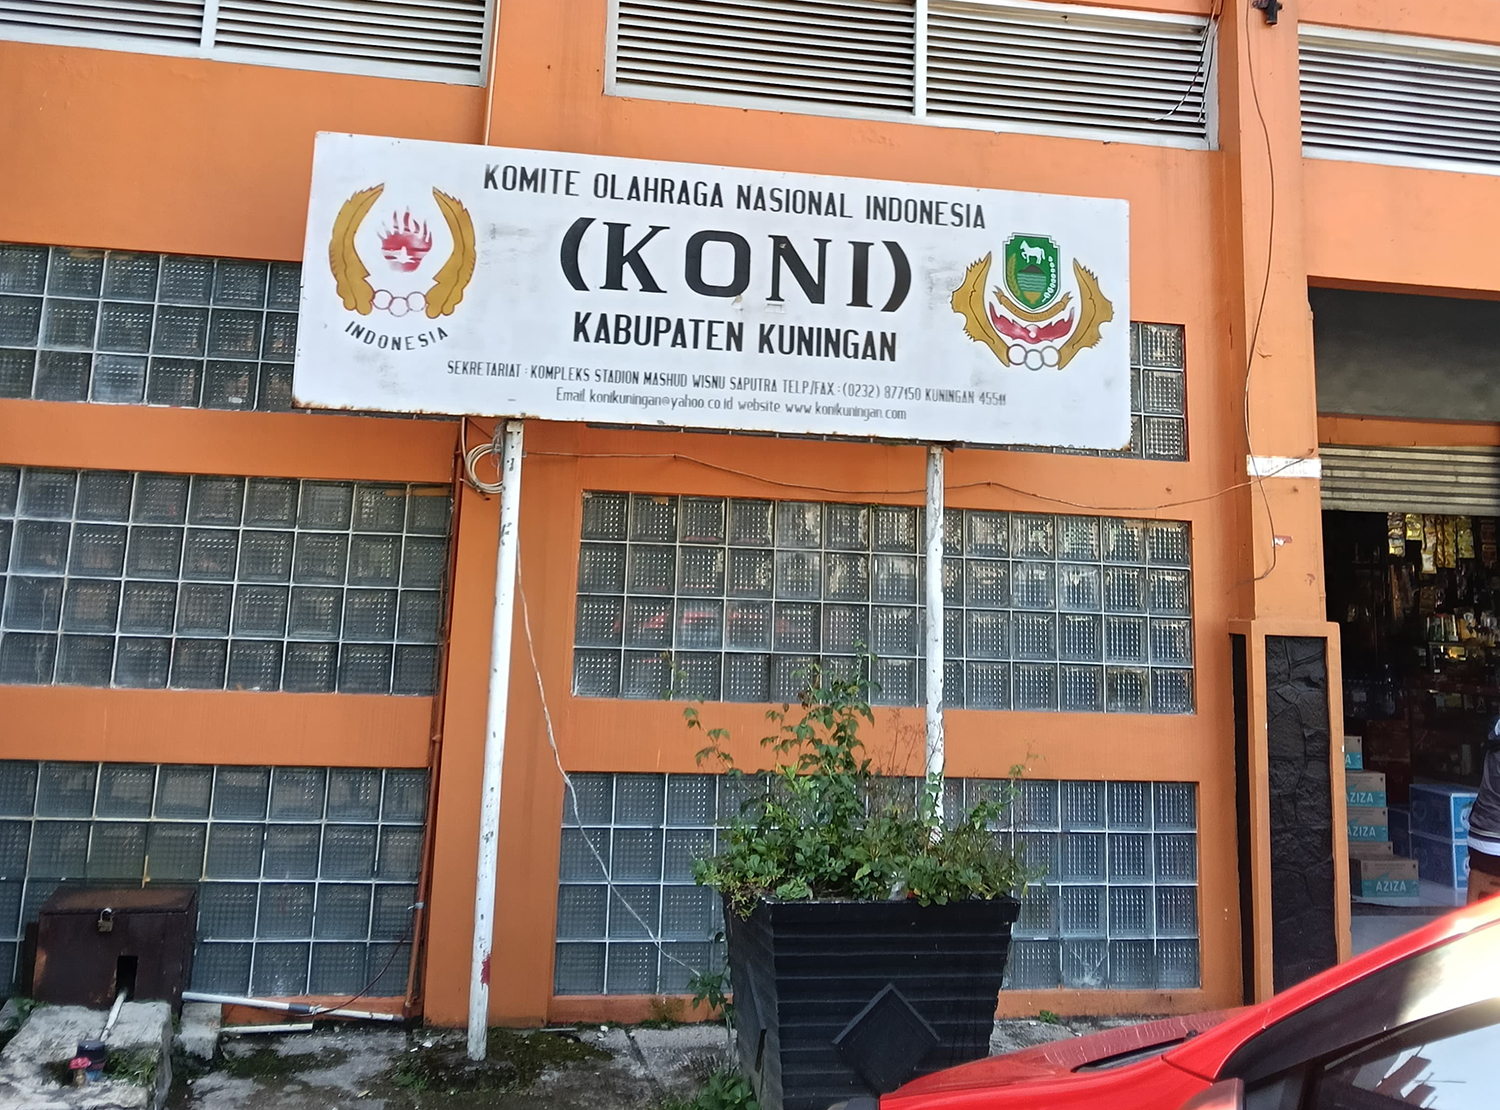 KOMITE OLAHRAGA NASIONAL INDONESIA
(KONI)
KABUPATEN KUNINGAN
INDONESIA
SEKRETARIAT : KOMPLEKS STADION MASHUD WISNU SAPUTRA TELP./FAX : (0232) 877150 KUNINGAN 45511
Email konikuningan@yahoo.co.id website www.konikuningan.com
AZIZA
AZIZA
AZIZA